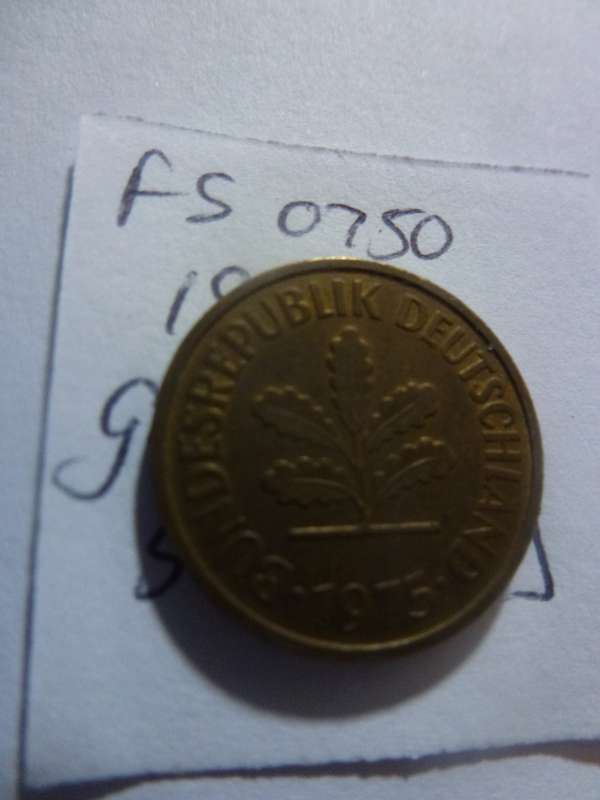 FS 0750
BUNDESREPUBLIK DEUTSCHLAND
· 1975 ·